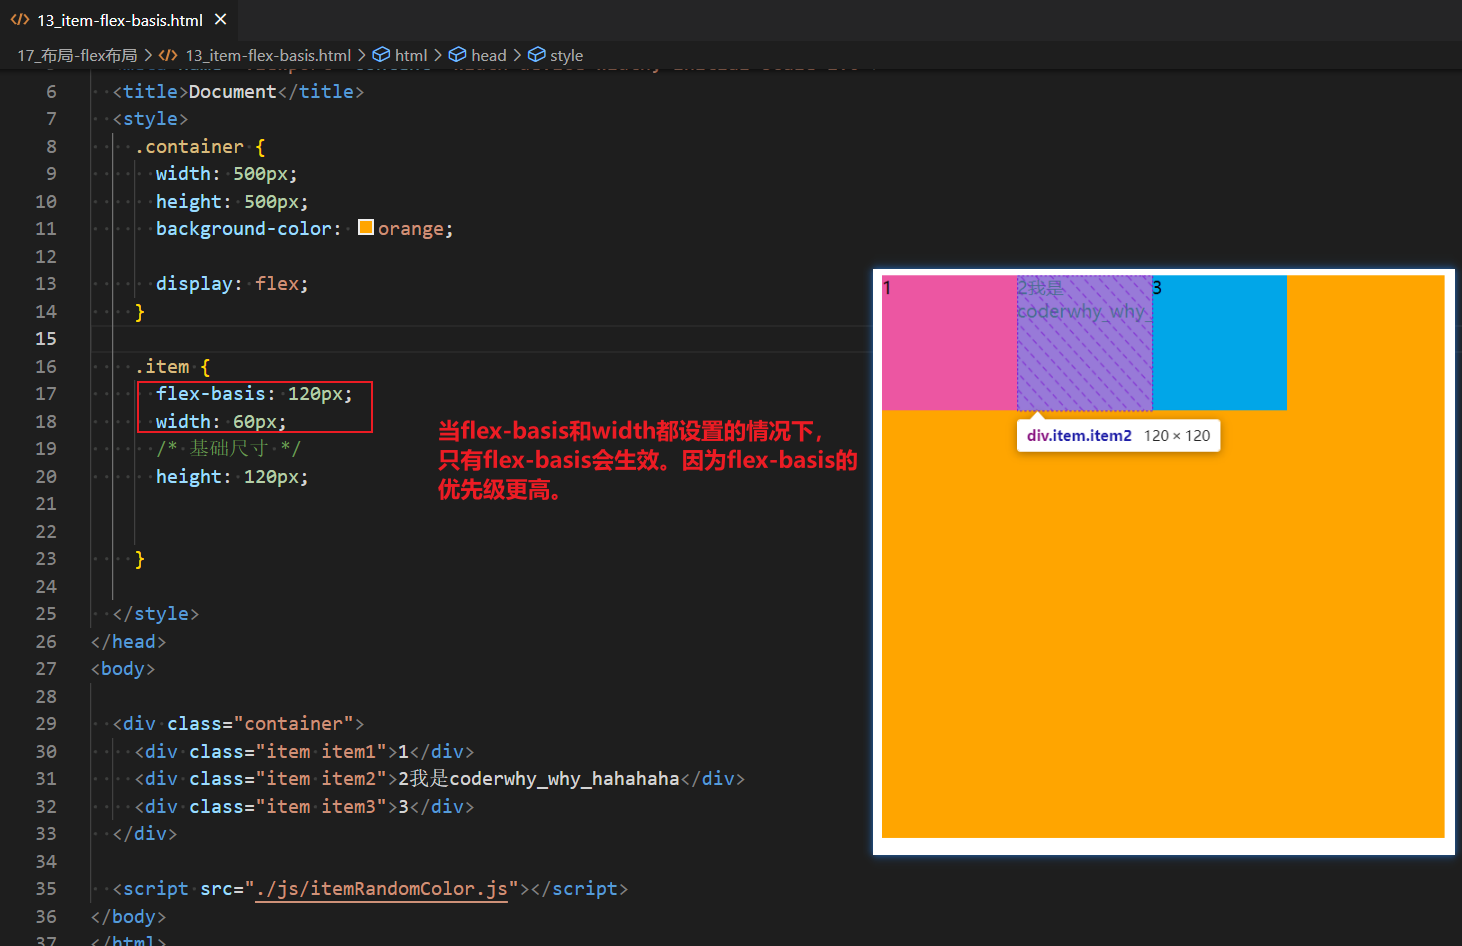 13_item-flex-basis.html
17_布局-flex布局 > 13_item-flex-basis.html > html > head > style
6 <title>Document</title>
7 <style>
8 .container {
9 width: 500px;
10 height: 500px;
11 background-color: orange;
12
13 display: flex;
14 }
15
16 .item {
17 flex-basis: 120px;
18 width: 60px;
19 /* 基础尺寸 */
20 height: 120px;
21
22
23 }
24
25 </style>
26 </head>
27 <body>
28
29 <div class="container">
30 <div class="item item1">1</div>
31 <div class="item item2">2我是coderwhy_why_hahahaha</div>
32 <div class="item item3">3</div>
33 </div>
34
35 <script src="./js/itemRandomColor.js"></script>
36 </body>
37 </html>
当flex-basis和width都设置的情况下，
只有flex-basis会生效。因为flex-basis的
优先级更高。
1
2我是
coderwhy_why_
3
div.item.item2 120 × 120